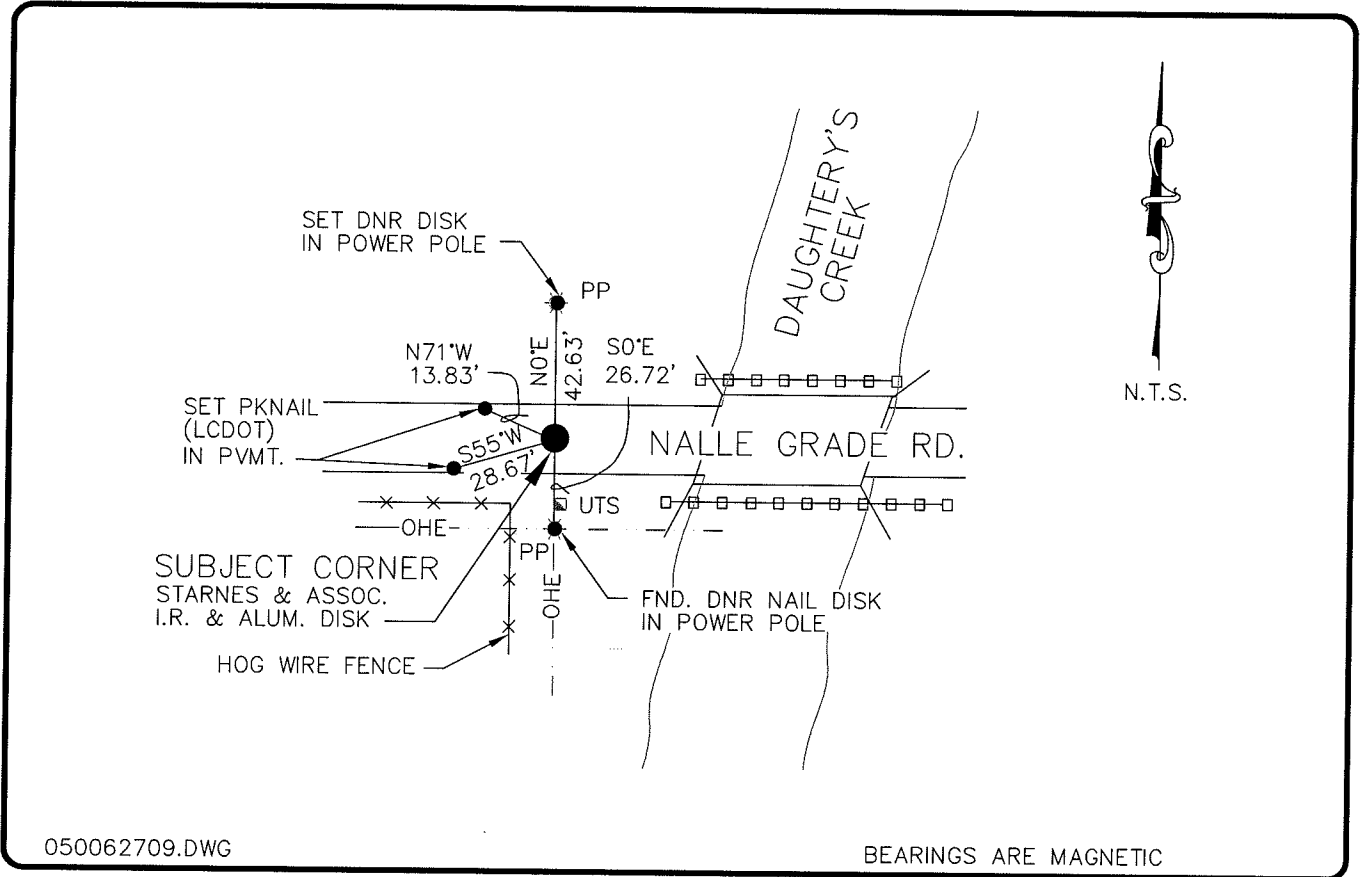 DAUGHTERY'S
CREEK
SET DNR DISK
IN POWER POLE
PP
N71°W
13.83'
N0°E
42.63'
S0°E
26.72'
N.T.S.
SET PKNAIL
(LCDOT)
IN PVMT.
S55°W
28.67'
NALLE GRADE RD.
UTS
OHE
PP
OHE
SUBJECT CORNER
STARNES & ASSOC.
I.R. & ALUM. DISK
FND. DNR NAIL DISK
IN POWER POLE
HOG WIRE FENCE
050062709.DWG
BEARINGS ARE MAGNETIC